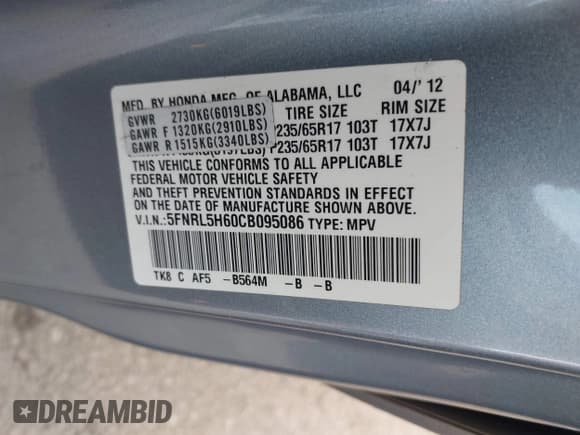 MFD. BY HONDA MFG. OF ALABAMA, LLC 04/' 12
GVWR 2730KG(6019LBS) TIRE SIZE RIM SIZE
GAWR F 1320KG(2910LBS) P235/65R17 103T 17X7J
GAWR R 1515KG(3340LBS) P235/65R17 103T 17X7J
THIS VEHICLE CONFORMS TO ALL APPLICABLE
FEDERAL MOTOR VEHICLE SAFETY
AND THEFT PREVENTION STANDARDS IN EFFECT
ON THE DATE OF MANUFACTURE SHOWN ABOVE.
V.I.N.:5FNRL5H60CB095086 TYPE: MPV
TK8 C AF5 -B564M -B -B
DREAMBID